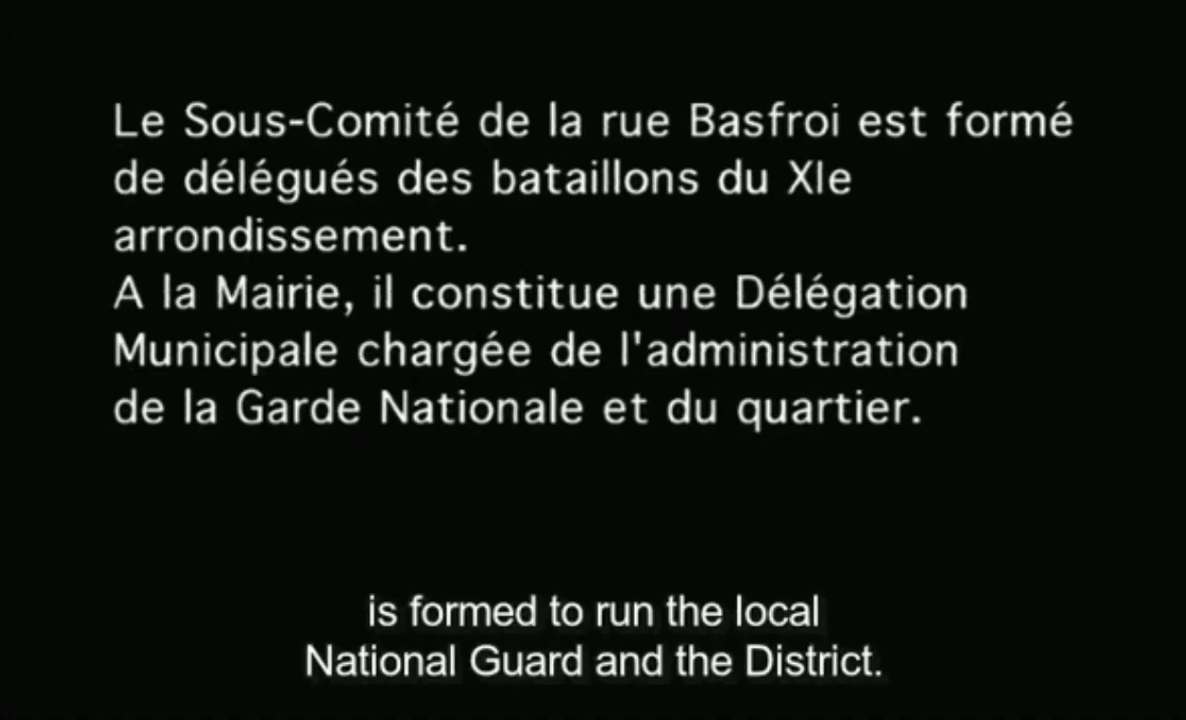 Le Sous-Comité de la rue Basfroi est formé
de délégués des bataillons du XIe
arrondissement.
A la Mairie, il constitue une Délégation
Municipale chargée de l'administration
de la Garde Nationale et du quartier.
is formed to run the local
National Guard and the District.